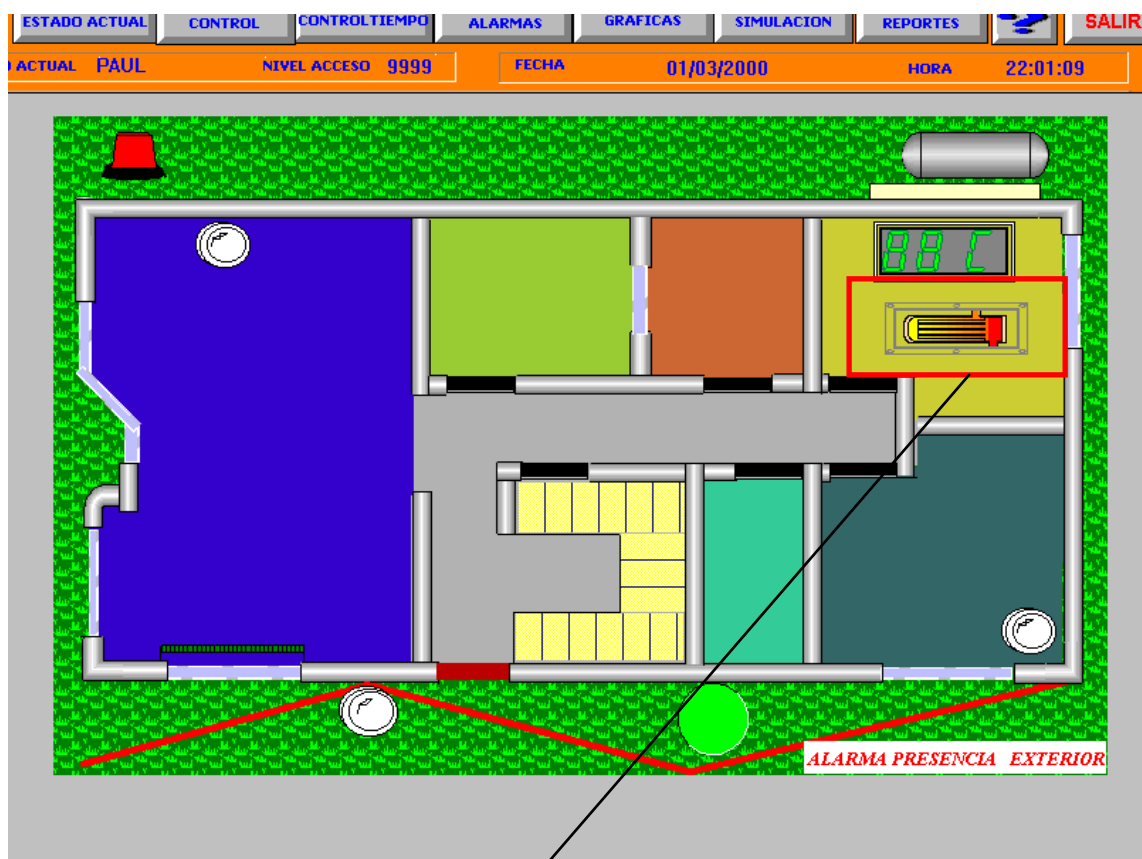 ESTADO ACTUAL CONTROL CONTROLTIEMPO ALARMAS GRAFICAS SIMULACION REPORTES SALIR
ACTUAL PAUL NIVEL ACCESO 9999 FECHA 01/03/2000 HORA 22:01:09
88 C
ALARMA PRESENCIA EXTERIOR